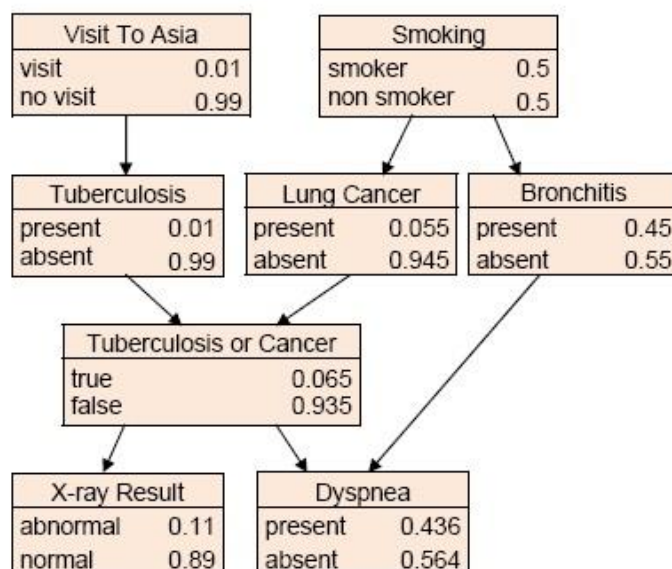 Visit To Asia
visit 0.01
no visit 0.99
Smoking
smoker 0.5
non smoker 0.5
Tuberculosis
present 0.01
absent 0.99
Lung Cancer
present 0.055
absent 0.945
Bronchitis
present 0.45
absent 0.55
Tuberculosis or Cancer
true 0.065
false 0.935
X-ray Result
abnormal 0.11
normal 0.89
Dyspnea
present 0.436
absent 0.564